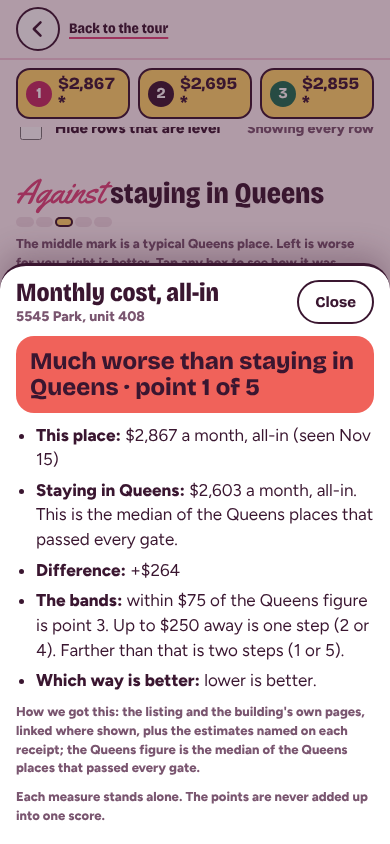 Back to the tour
1 $2,867 *
2 $2,695 *
3 $2,855 *
Hide rows that are level
Showing every row
Against staying in Queens
The middle mark is a typical Queens place. Left is worse
for you, right is better. Tap any box to see how it was
Monthly cost, all-in
5545 Park, unit 408
Close
Much worse than staying in
Queens · point 1 of 5
• This place: $2,867 a month, all-in (seen Nov
15)
• Staying in Queens: $2,603 a month, all-in.
This is the median of the Queens places that
passed every gate.
• Difference: +$264
• The bands: within $75 of the Queens figure
is point 3. Up to $250 away is one step (2 or
4). Farther than that is two steps (1 or 5).
• Which way is better: lower is better.
How we got this: the listing and the building's own pages,
linked where shown, plus the estimates named on each
receipt; the Queens figure is the median of the Queens
places that passed every gate.
Each measure stands alone. The points are never added up
into one score.